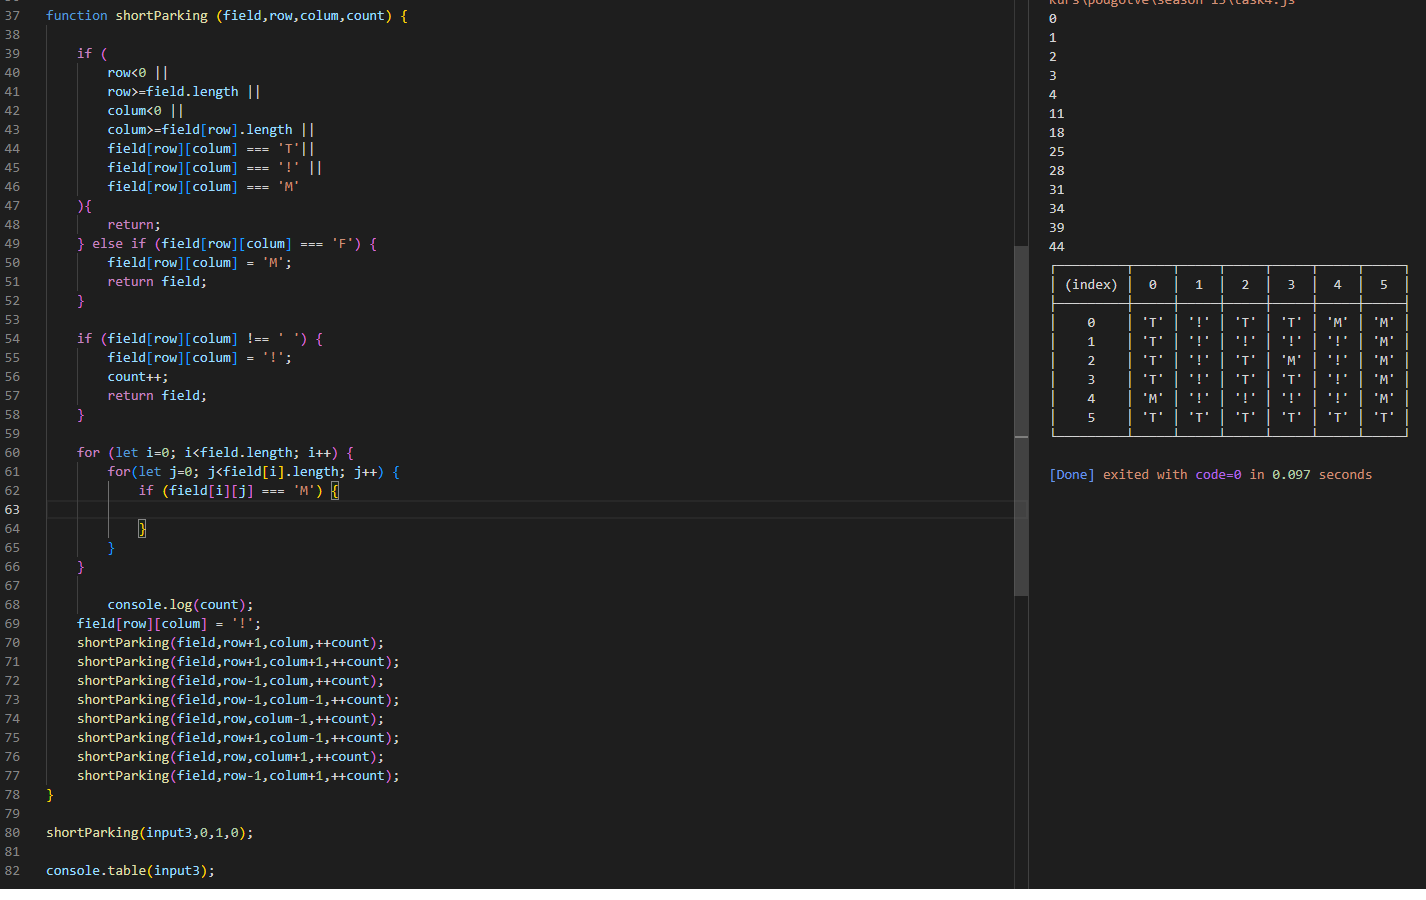 37 function shortParking (field,row,colum,count) {
38
39 if (
40 row<0 ||
41 row>=field.length ||
42 colum<0 ||
43 colum>=field[row].length ||
44 field[row][colum] === 'T'||
45 field[row][colum] === '!' ||
46 field[row][colum] === 'M'
47 ){
48 return;
49 } else if (field[row][colum] === 'F') {
50 field[row][colum] = 'M';
51 return field;
52 }
53
54 if (field[row][colum] !== ' ') {
55 field[row][colum] = '!';
56 count++;
57 return field;
58 }
59
60 for (let i=0; i<field.length; i++) {
61 for(let j=0; j<field[i].length; j++) {
62 if (field[i][j] === 'M') {
63
64 }
65 }
66 }
67
68 console.log(count);
69 field[row][colum] = '!';
70 shortParking(field,row+1,colum,++count);
71 shortParking(field,row+1,colum+1,++count);
72 shortParking(field,row-1,colum,++count);
73 shortParking(field,row-1,colum-1,++count);
74 shortParking(field,row,colum-1,++count);
75 shortParking(field,row+1,colum-1,++count);
76 shortParking(field,row,colum+1,++count);
77 shortParking(field,row-1,colum+1,++count);
78 }
79
80 shortParking(input3,0,1,0);
81
82 console.table(input3);
kurs\pougotve\season 15\task4.js
0
1
2
3
4
11
18
25
28
31
34
39
44
(index) 0 1 2 3 4 5
0 'T' '!' 'T' 'T' 'M' 'M'
1 'T' '!' '!' '!' '!' 'M'
2 'T' '!' 'T' 'M' '!' 'M'
3 'T' '!' 'T' 'T' '!' 'M'
4 'M' '!' '!' '!' '!' 'M'
5 'T' 'T' 'T' 'T' 'T' 'T'
[Done] exited with code=0 in 0.097 seconds